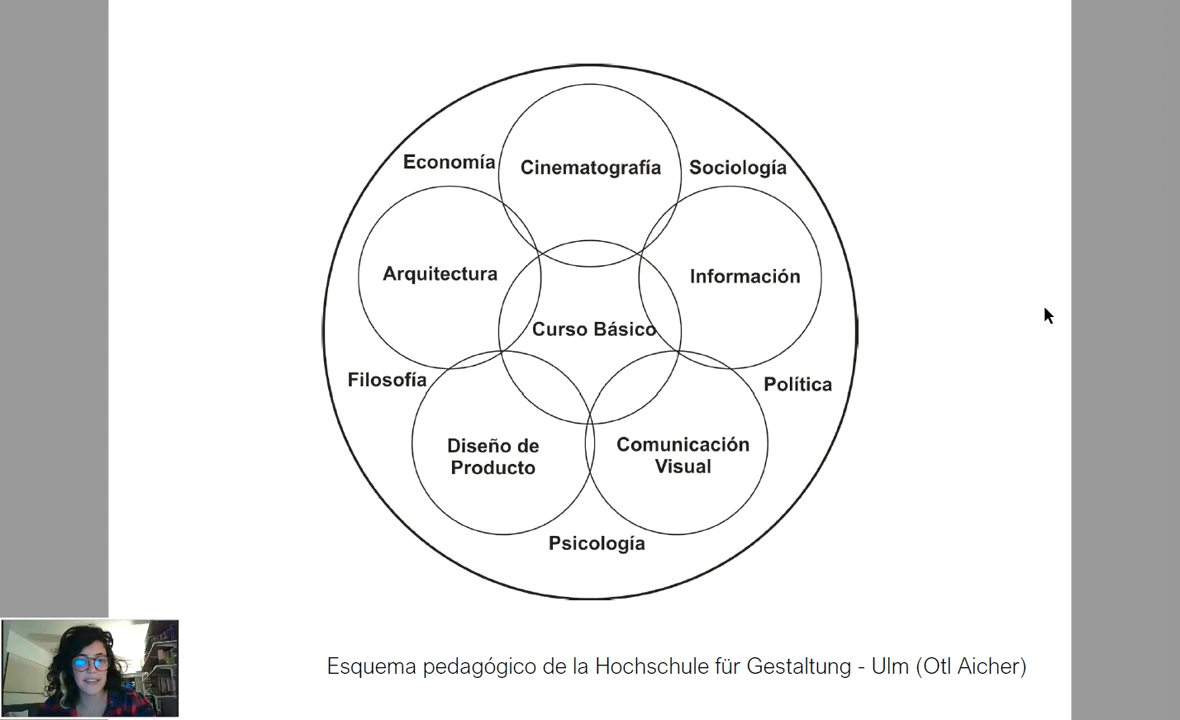 Economía
Cinematografía
Sociología
Arquitectura
Información
Curso Básico
Filosofía
Política
Diseño de
Producto
Comunicación
Visual
Psicología
Esquema pedagógico de la Hochschule für Gestaltung - Ulm (Otl Aicher)